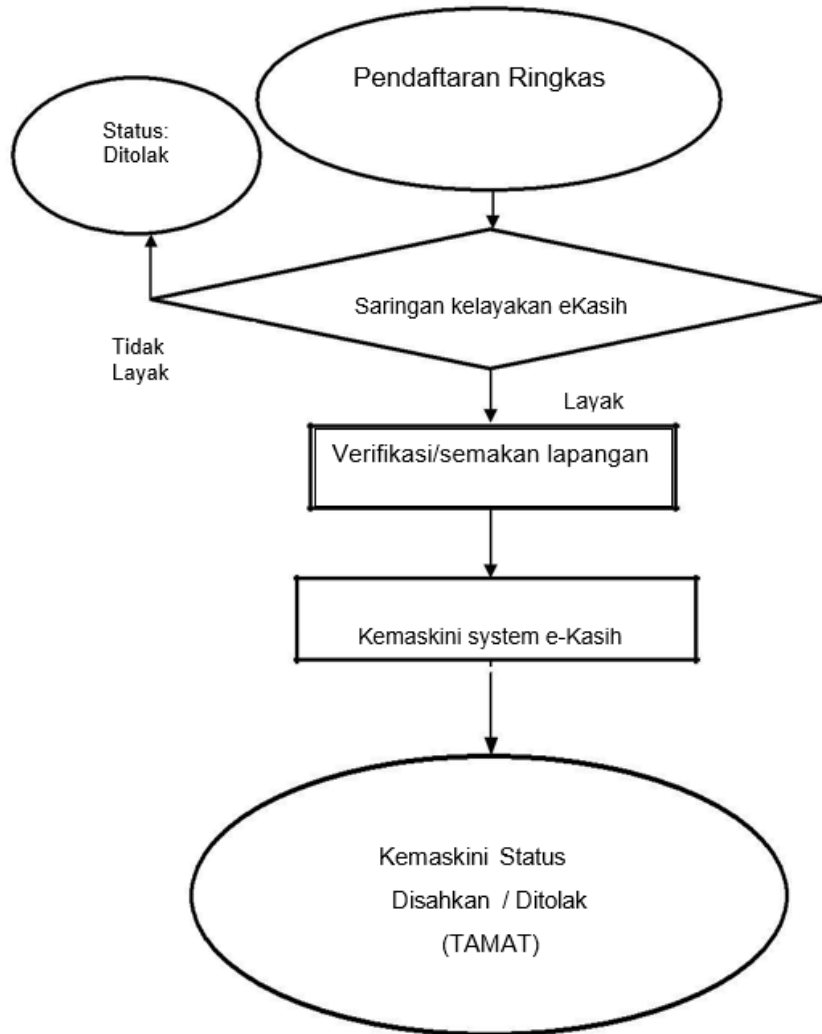 Pendaftaran Ringkas
Status:
Ditolak
Saringan kelayakan eKasih
Tidak
Layak
Layak
Verifikasi/semakan lapangan
Kemaskini system e-Kasih
Kemaskini Status
Disahkan / Ditolak
(TAMAT)